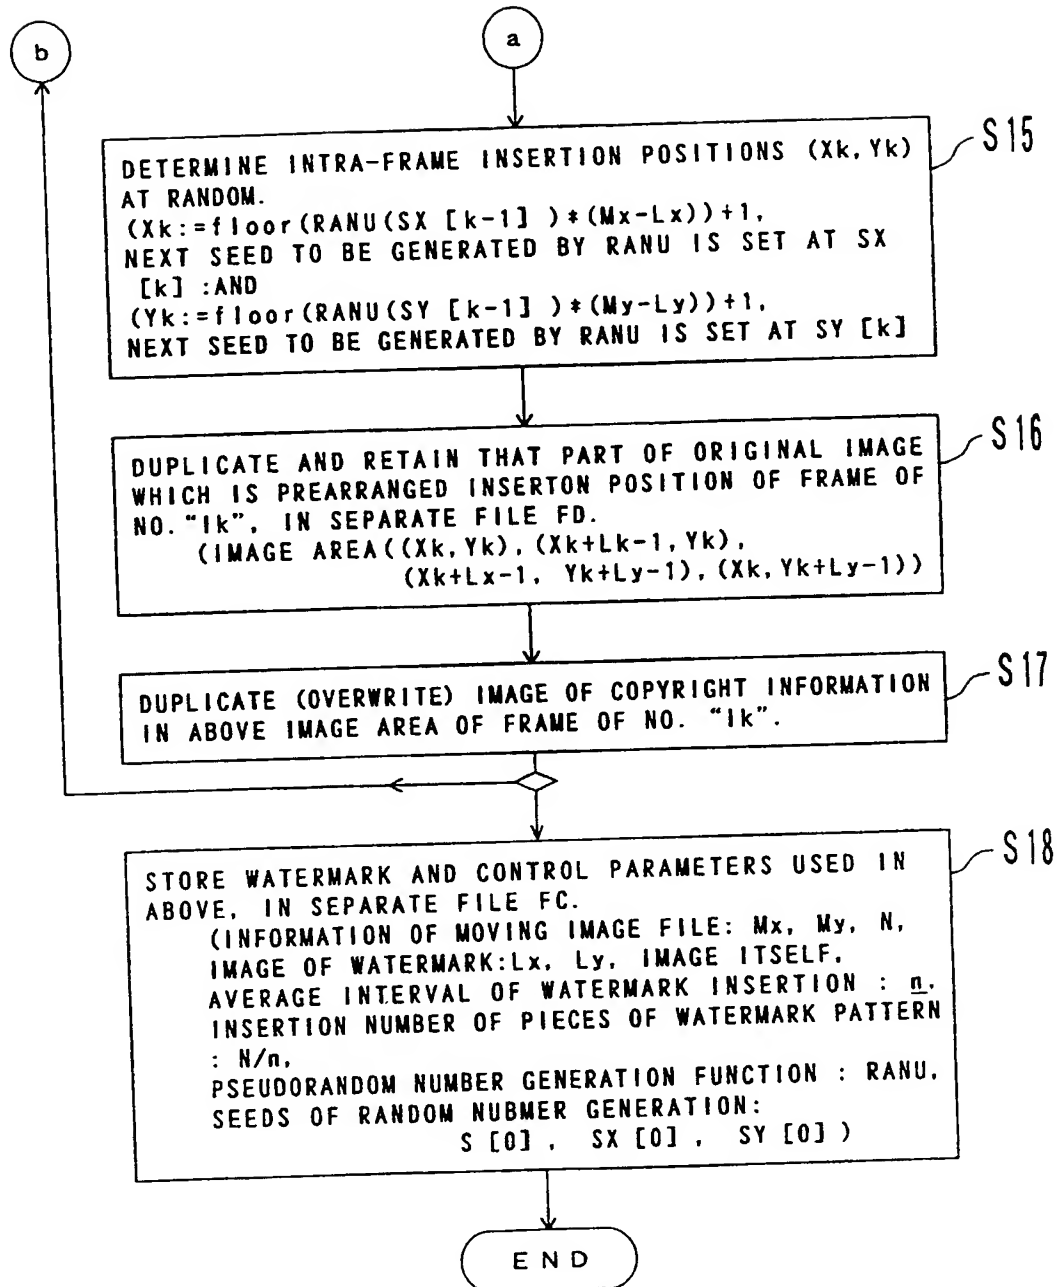 b
a
S15
DETERMINE INTRA-FRAME INSERTION POSITIONS (Xk, Yk)
AT RANDOM.
(Xk:=floor(RANU(SX [k-1] )*(Mx-Lx))+1,
NEXT SEED TO BE GENERATED BY RANU IS SET AT SX
[k] :AND
(Yk:=floor(RANU(SY [k-1] )*(My-Ly))+1,
NEXT SEED TO BE GENERATED BY RANU IS SET AT SY [k]
S16
DUPLICATE AND RETAIN THAT PART OF ORIGINAL IMAGE
WHICH IS PREARRANGED INSERTON POSITION OF FRAME OF
NO. "Ik", IN SEPARATE FILE FD.
(IMAGE AREA((Xk, Yk), (Xk+Lk-1, Yk),
(Xk+Lx-1, Yk+Ly-1), (Xk, Yk+Ly-1))
S17
DUPLICATE (OVERWRITE) IMAGE OF COPYRIGHT INFORMATION
IN ABOVE IMAGE AREA OF FRAME OF NO. "Ik".
S18
STORE WATERMARK AND CONTROL PARAMETERS USED IN
ABOVE, IN SEPARATE FILE FC.
(INFORMATION OF MOVING IMAGE FILE: Mx, My, N,
IMAGE OF WATERMARK:Lx, Ly, IMAGE ITSELF,
AVERAGE INTERVAL OF WATERMARK INSERTION : n,
INSERTION NUMBER OF PIECES OF WATERMARK PATTERN
: N/n,
PSEUDORANDOM NUMBER GENERATION FUNCTION : RANU,
SEEDS OF RANDOM NUBMER GENERATION:
S [0] , SX [0] , SY [0] )
END